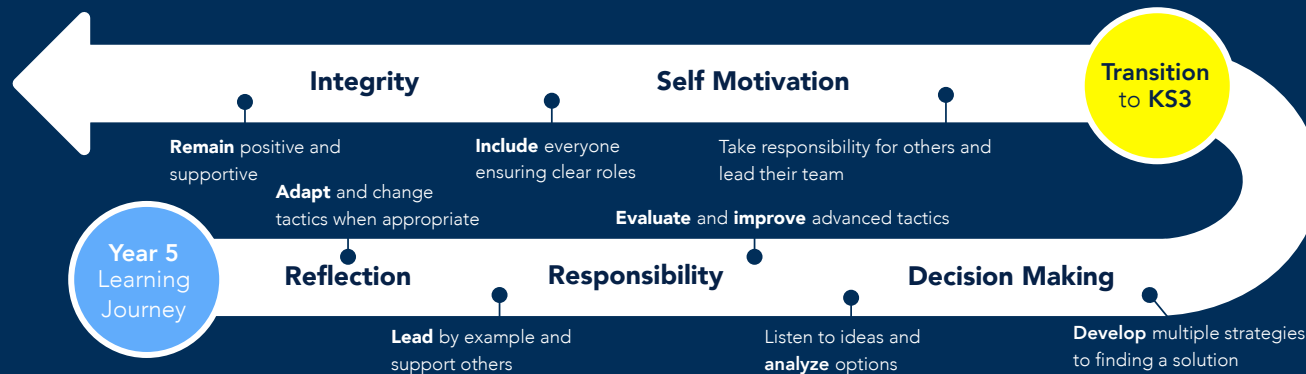 Integrity
Self Motivation
Transition
to KS3
Remain positive and
supportive
Include everyone
ensuring clear roles
Take responsibility for others and
lead their team
Adapt and change
tactics when appropriate
Evaluate and improve advanced tactics
Year 5
Learning
Journey
Reflection
Responsibility
Decision Making
Lead by example and
support others
Listen to ideas and
analyze options
Develop multiple strategies
to finding a solution